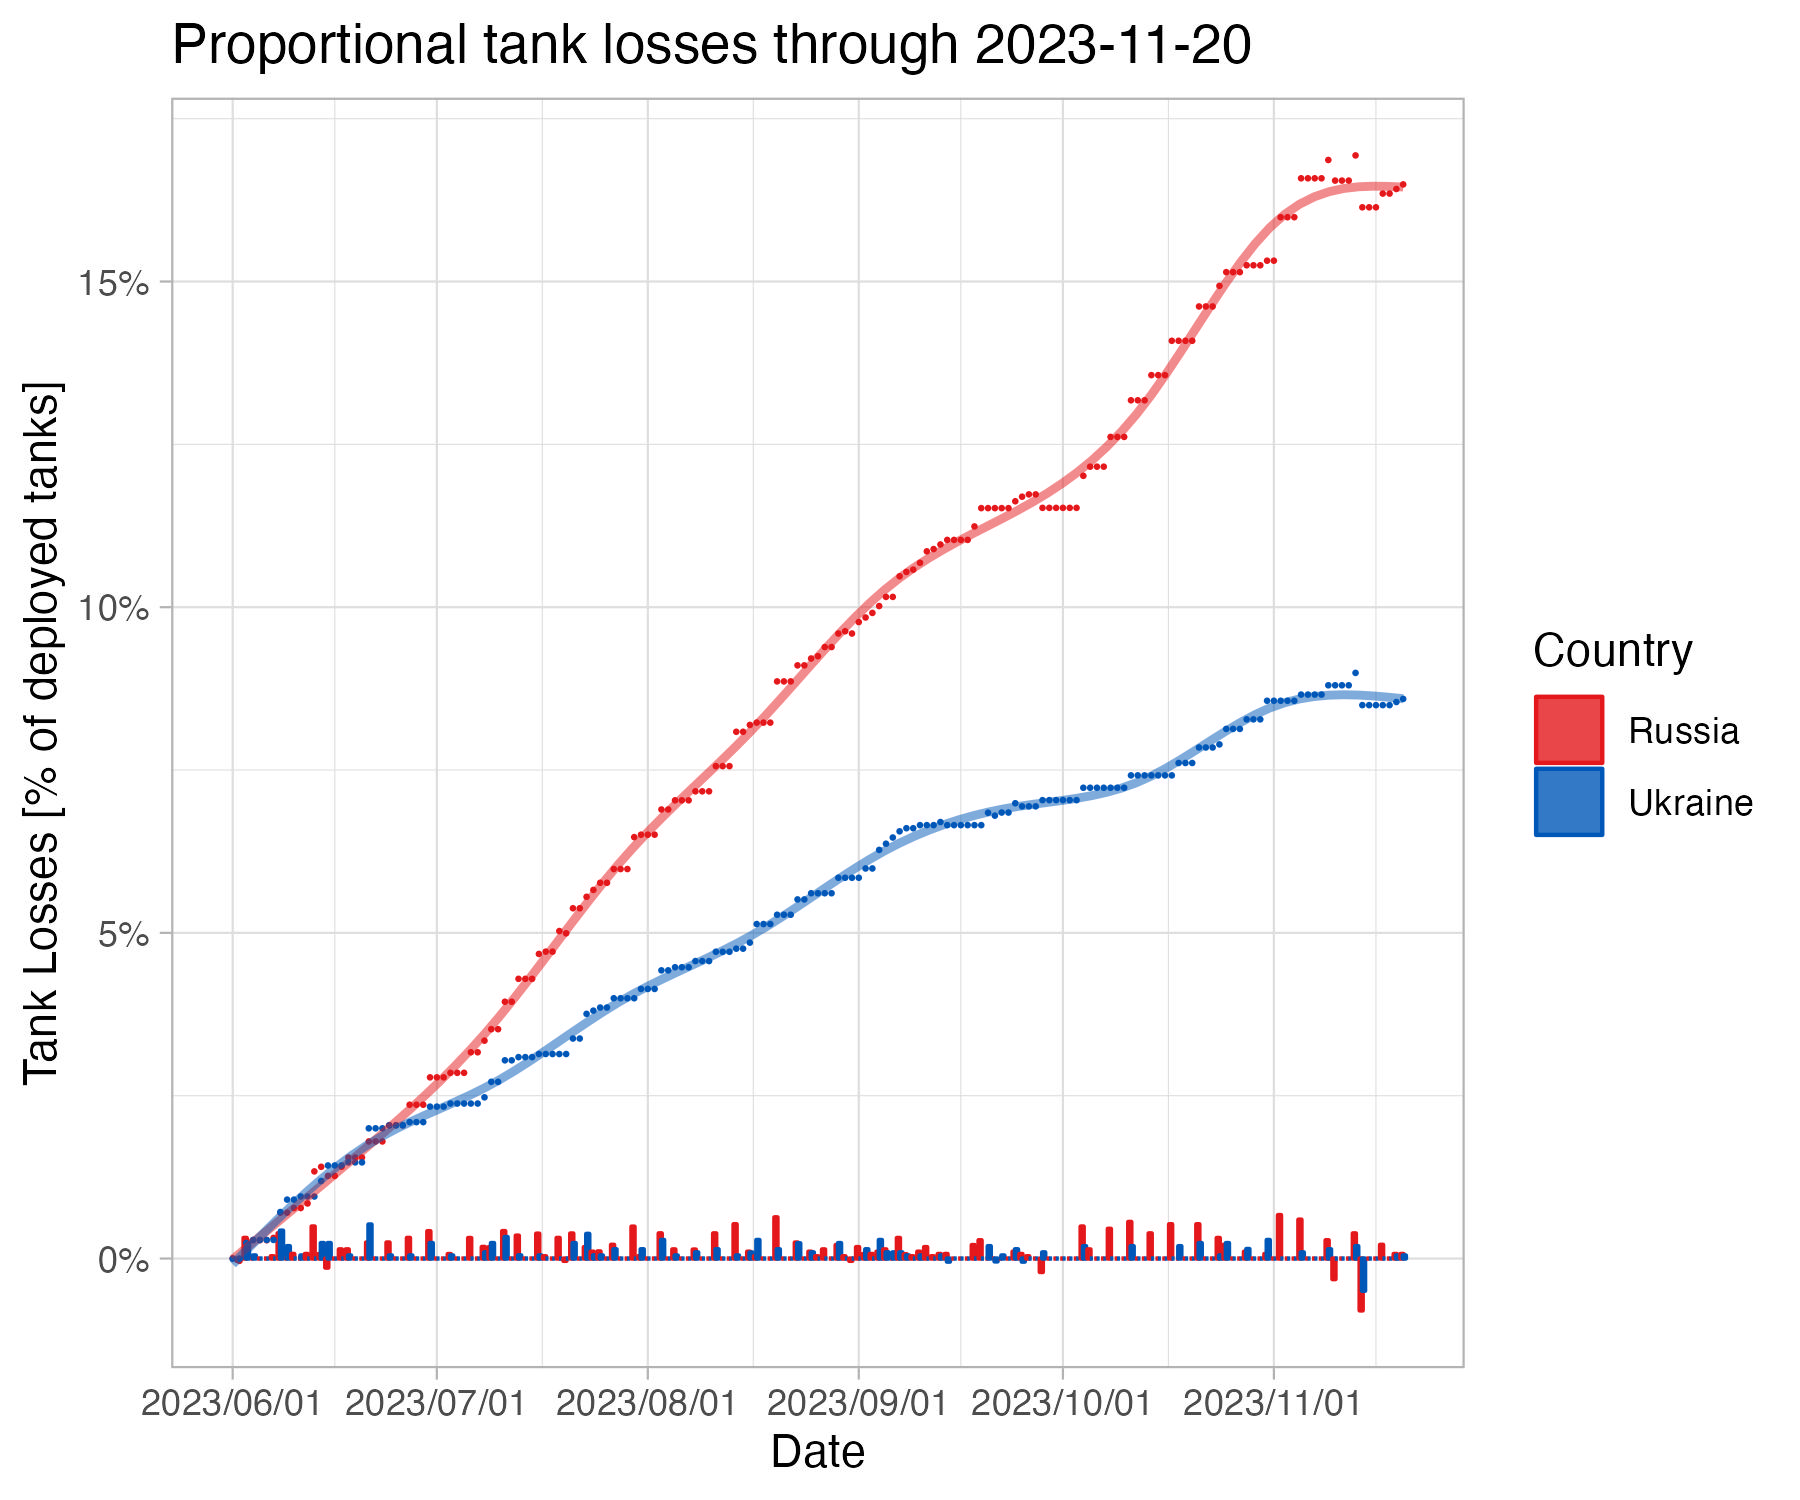 Proportional tank losses through 2023-11-20
Tank Losses [% of deployed tanks]
15%
10%
5%
0%
2023/06/01 2023/07/01 2023/08/01 2023/09/01 2023/10/01 2023/11/01
Date
Country
Russia
Ukraine